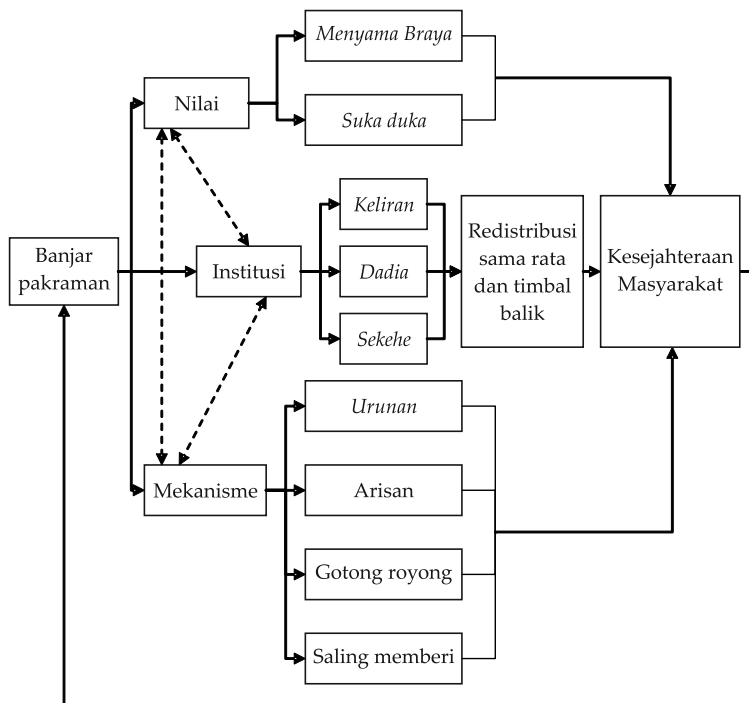 Menyama Braya
Nilai
Suka duka
Banjar
pakraman
Institusi
Keliran
Dadia
Sekehe
Redistribusi
sama rata
dan timbal
balik
Kesejahteraan
Masyarakat
Mekanisme
Urunan
Arisan
Gotong royong
Saling memberi